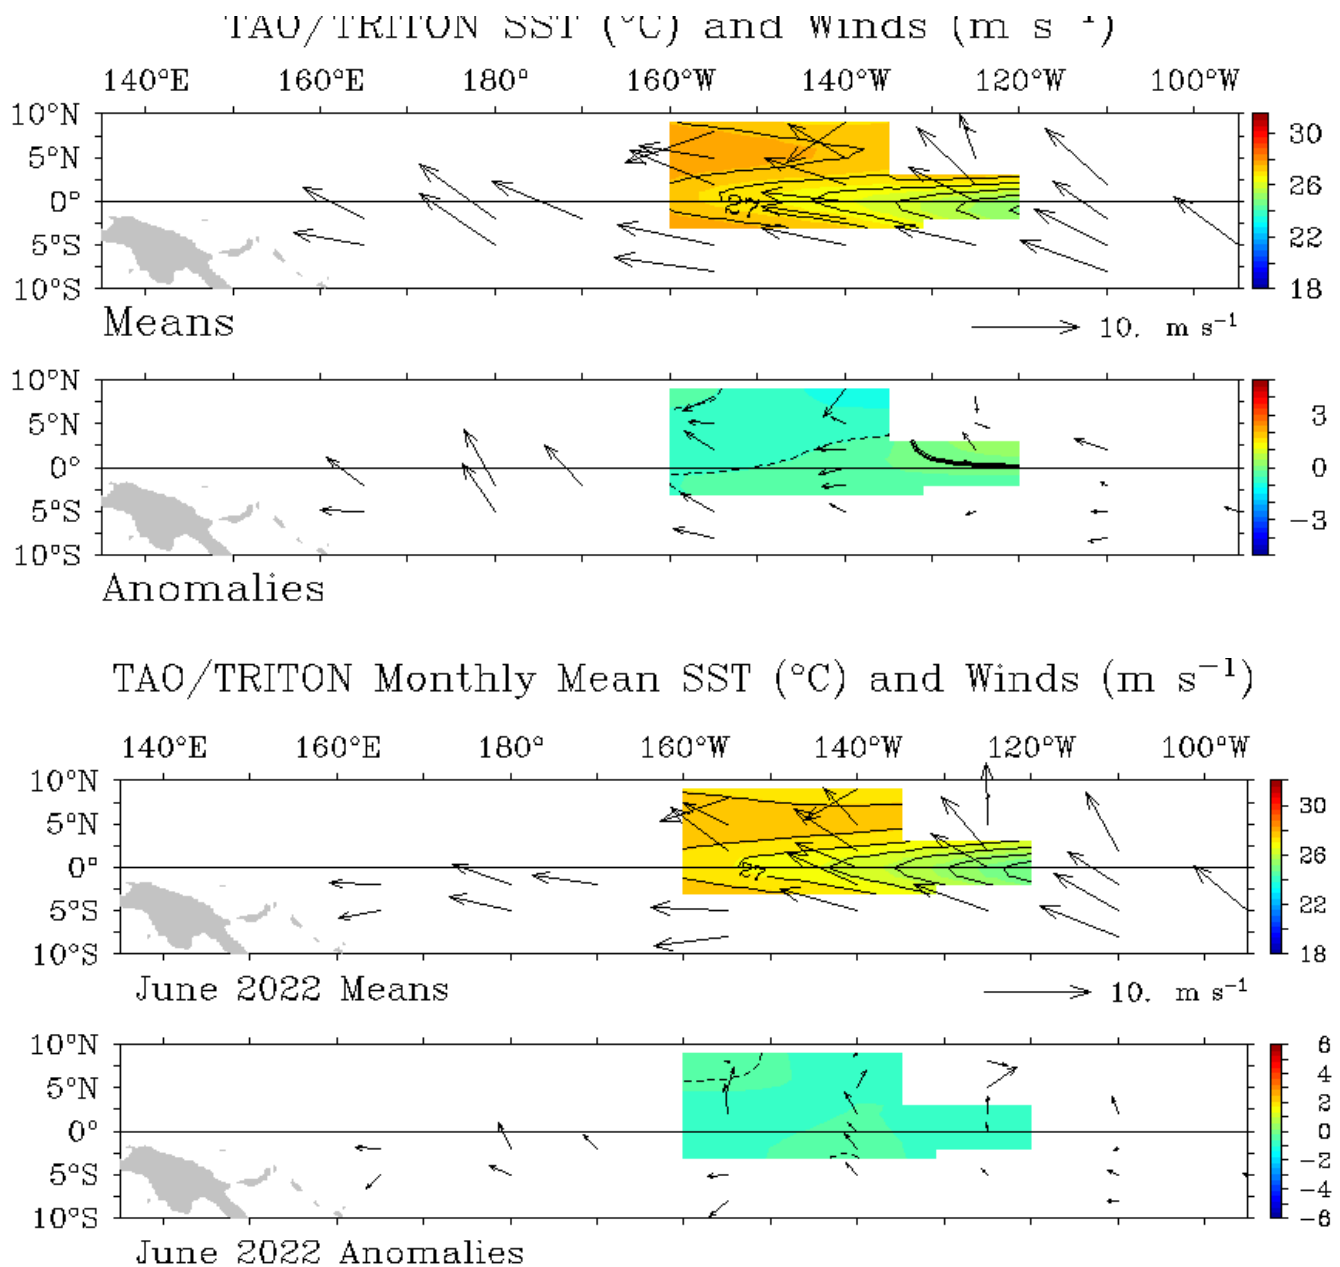 TAO/TRITON SST (°C) and Winds (m s⁻¹)
140°E 160°E 180° 160°W 140°W 120°W 100°W
10°N
5°N
0°
5°S
10°S
27
30
26
22
18
Means
10. m s⁻¹
10°N
5°N
0°
5°S
10°S
3
0
−3
Anomalies
TAO/TRITON Monthly Mean SST (°C) and Winds (m s⁻¹)
140°E 160°E 180° 160°W 140°W 120°W 100°W
10°N
5°N
0°
5°S
10°S
27
30
26
22
18
June 2022 Means
10. m s⁻¹
10°N
5°N
0°
5°S
10°S
6
4
2
0
−2
−4
−6
June 2022 Anomalies